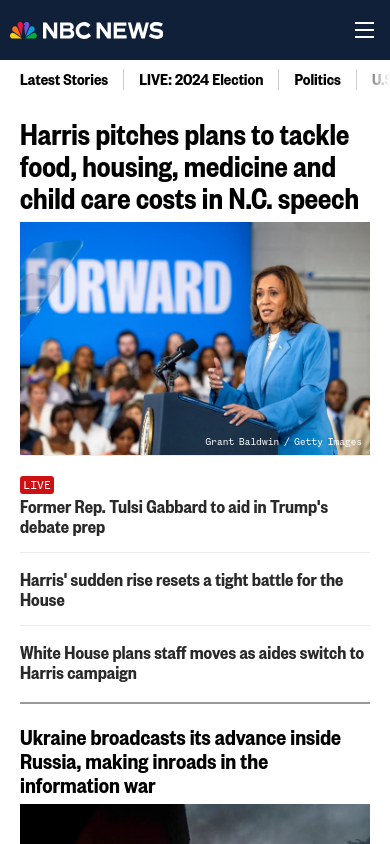 NBC NEWS
Latest Stories
LIVE: 2024 Election
Politics
Harris pitches plans to tackle
food, housing, medicine and
child care costs in N.C. speech
FORWARD
Grant Baldwin / Getty Images
LIVE
Former Rep. Tulsi Gabbard to aid in Trump's
debate prep
Harris' sudden rise resets a tight battle for the
House
White House plans staff moves as aides switch to
Harris campaign
Ukraine broadcasts its advance inside
Russia, making inroads in the
information war